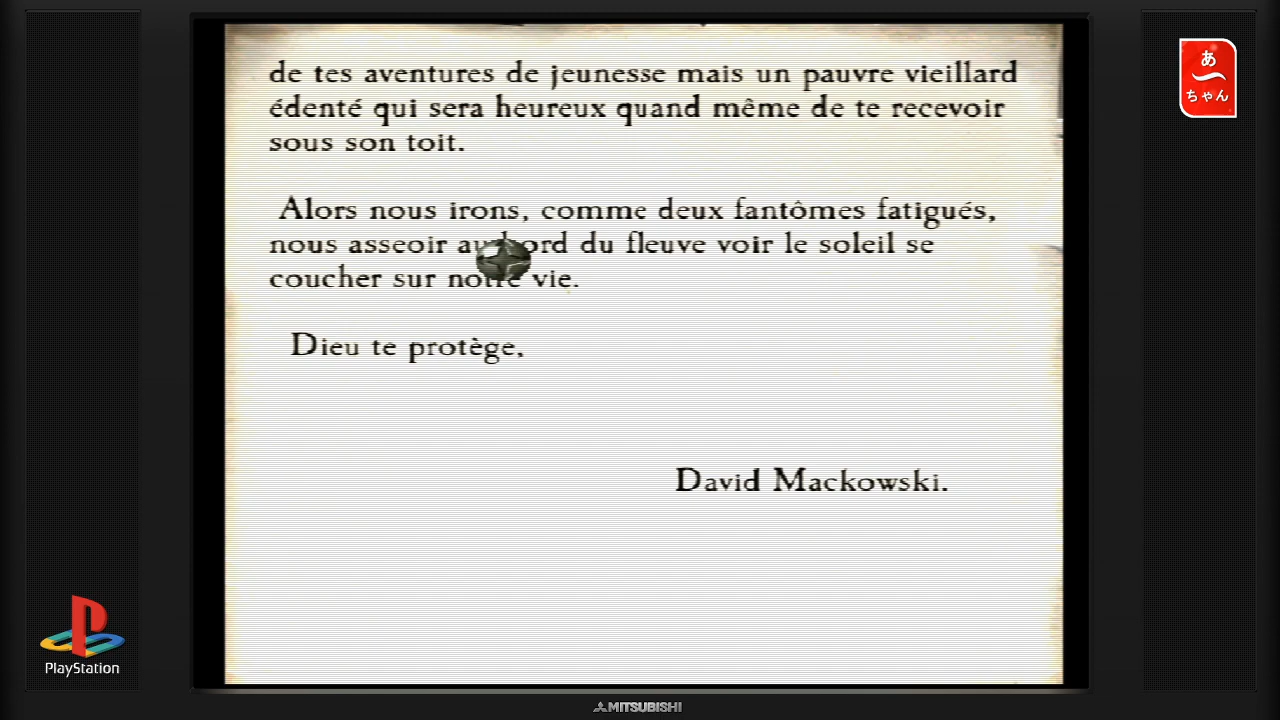 de tes aventures de jeunesse mais un pauvre vieillard
édenté qui sera heureux quand même de te recevoir
sous son toit.
Alors nous irons, comme deux fantômes fatigués,
nous asseoir au bord du fleuve voir le soleil se
coucher sur notre vie.
Dieu te protège,
David Mackowski.
あ
ー
ちゃん
PlayStation
MITSUBISHI